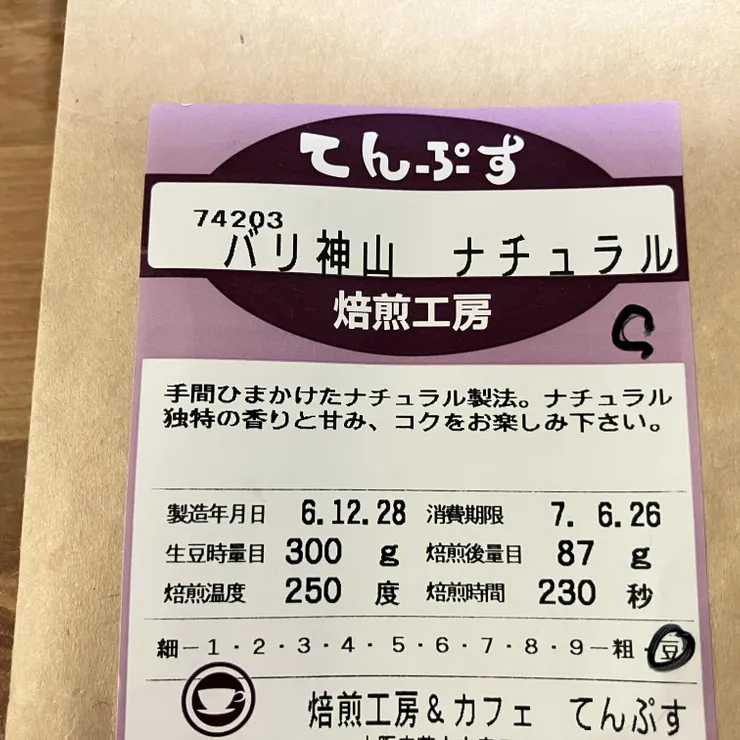 てんぷす
74203
バリ神山 ナチュラル
焙煎工房
手間ひまかけたナチュラル製法。ナチュラル
独特の香りと甘み、コクをお楽しみ下さい。
製造年月日 6.12.28 消費期限 7. 6.26
生豆時量目 300 g 焙煎後量目 87 g
焙煎温度 250 度 焙煎時間 230 秒
細－1・2・3・4・5・6・7・8・9－粗・豆
焙煎工房＆カフェ てんぷす